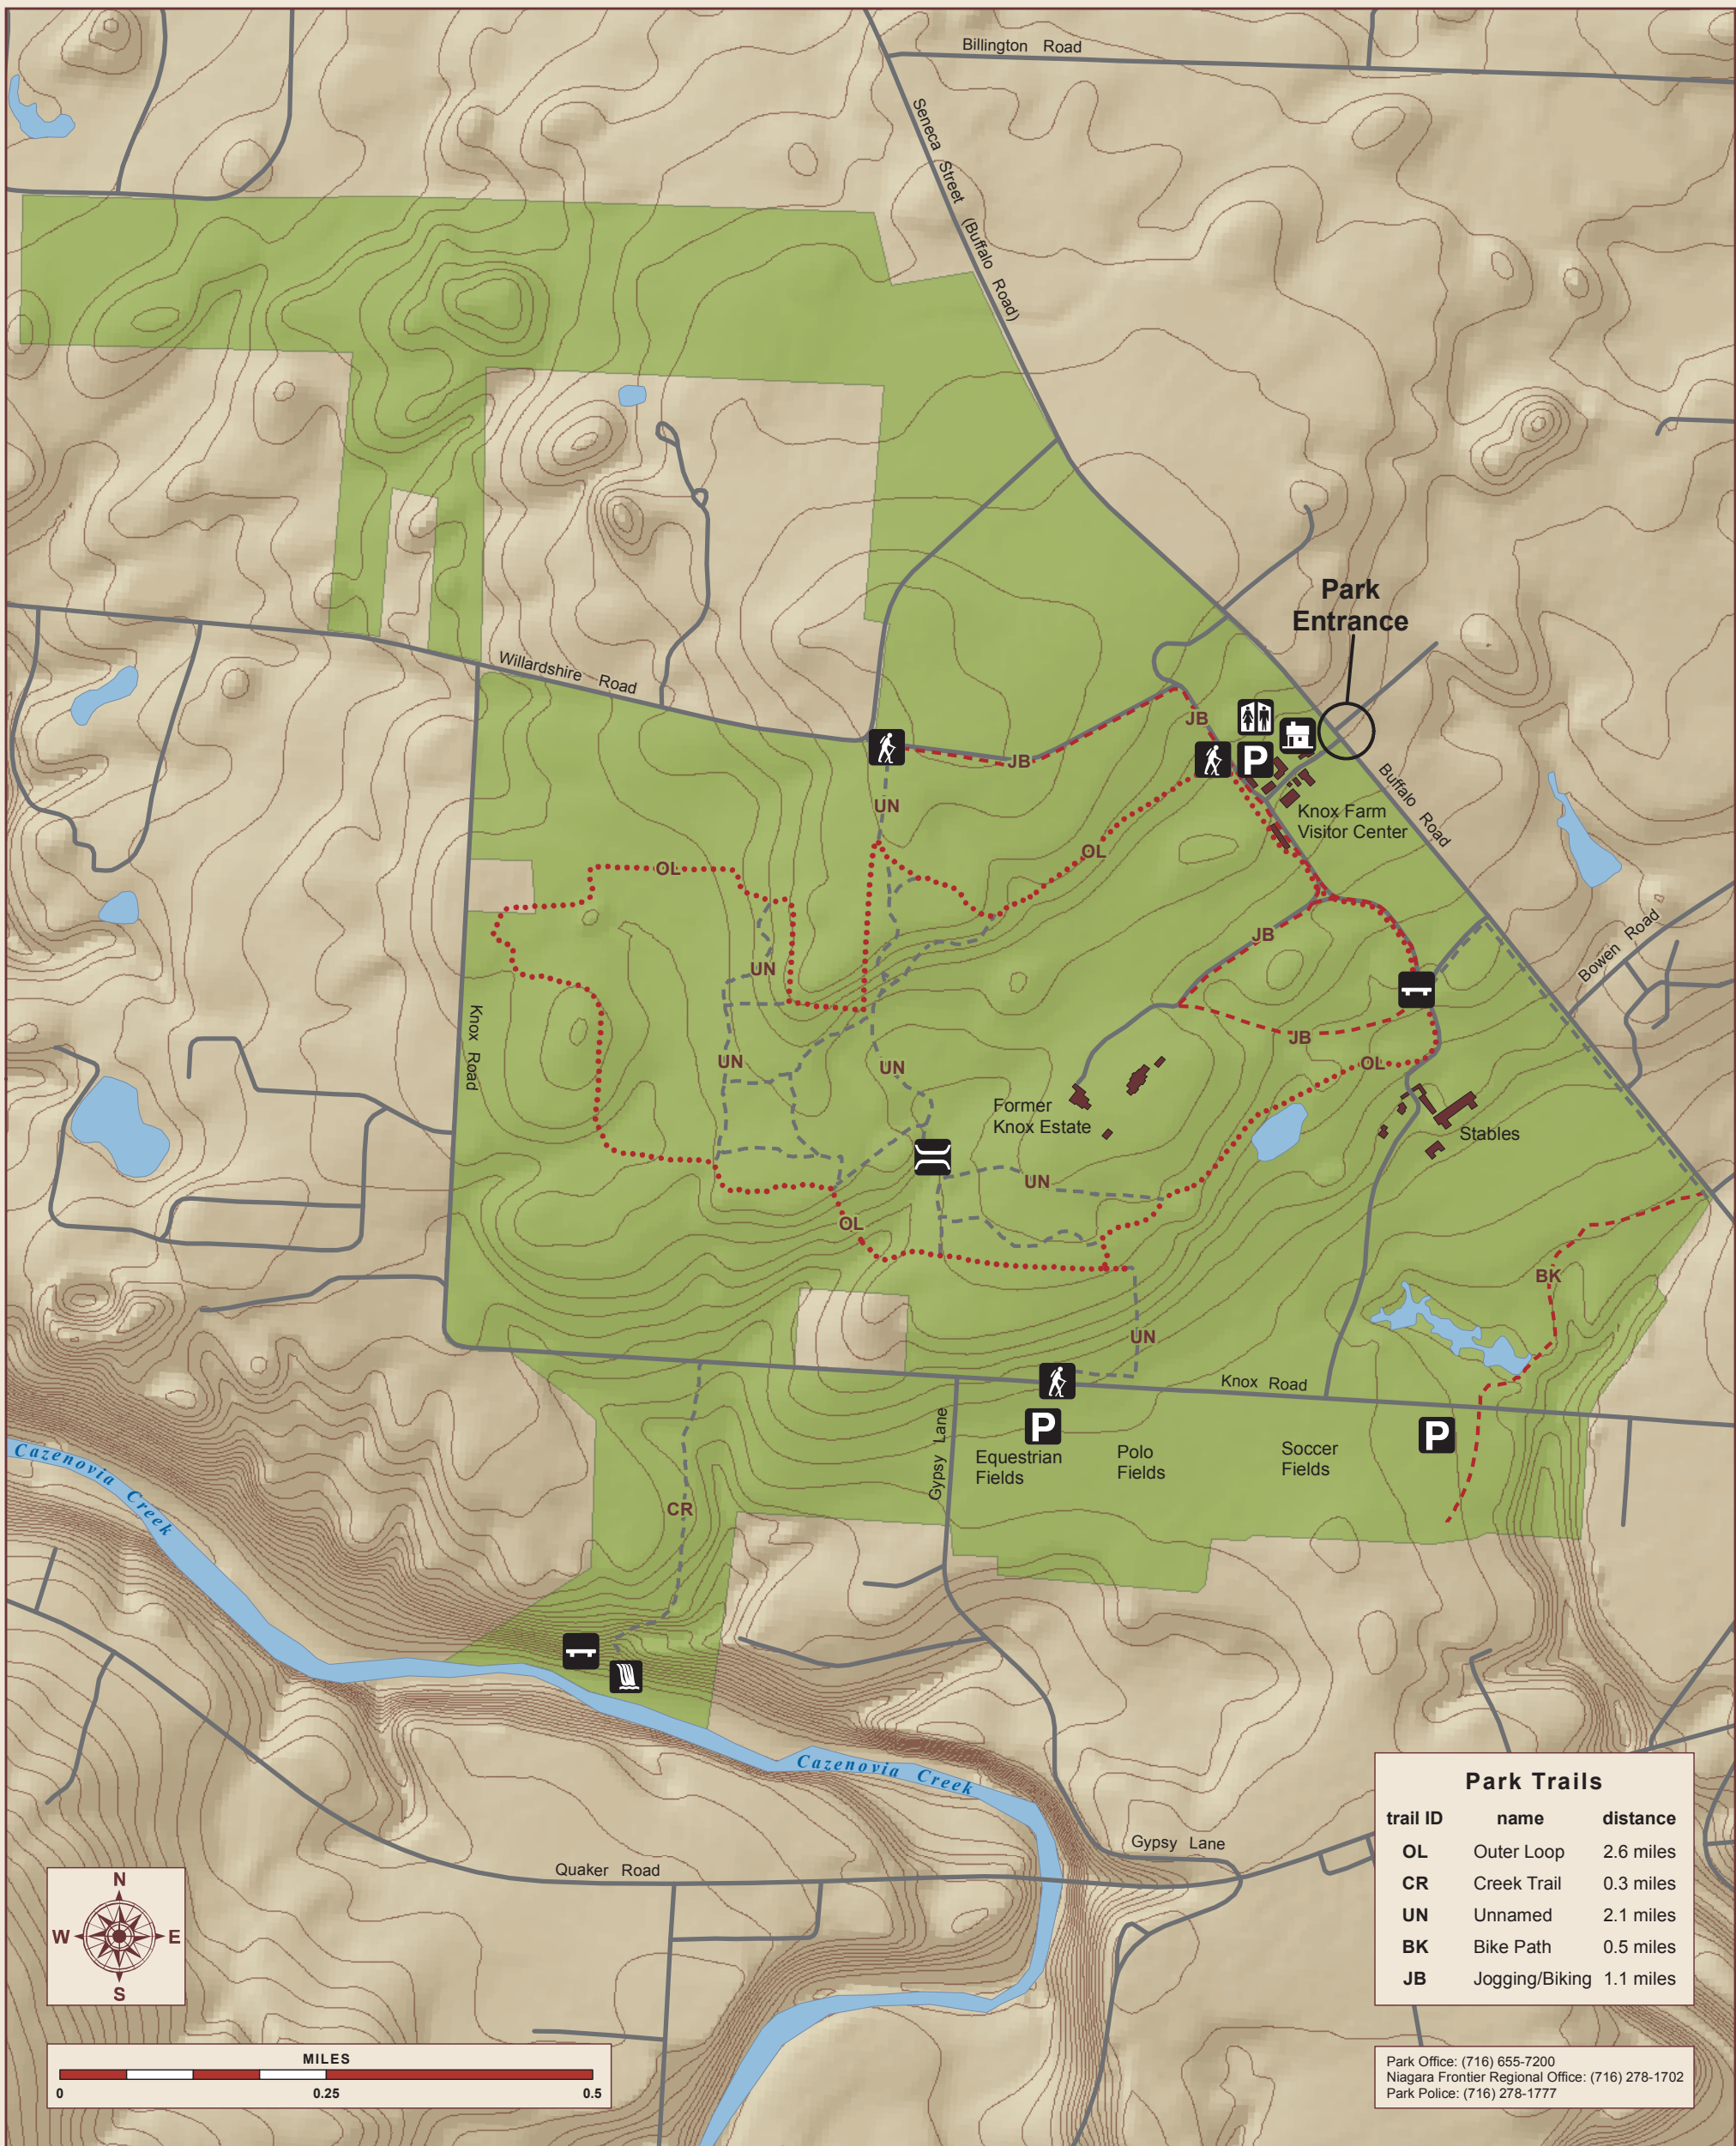 Billington Road
Seneca Street (Buffalo Road)
Park
Entrance
Willardshire Road
JB
JB
P
Buffalo Road
Knox Farm
Visitor Center
UN
OL
OL
Bowen Road
JB
UN
Knox Road
JB
UN
UN
OL
Former
Knox Estate
Stables
UN
OL
BK
UN
Knox Road
Gypsy Lane
P
P
Equestrian
Fields
Polo
Fields
Soccer
Fields
Cazenovia Creek
CR
Cazenovia Creek
Gypsy Lane
Quaker Road
Park Trails
trail ID name distance
OL Outer Loop 2.6 miles
CR Creek Trail 0.3 miles
UN Unnamed 2.1 miles
BK Bike Path 0.5 miles
JB Jogging/Biking 1.1 miles
N
W E
S
MILES
0 0.25 0.5
Park Office: (716) 655-7200
Niagara Frontier Regional Office: (716) 278-1702
Park Police: (716) 278-1777